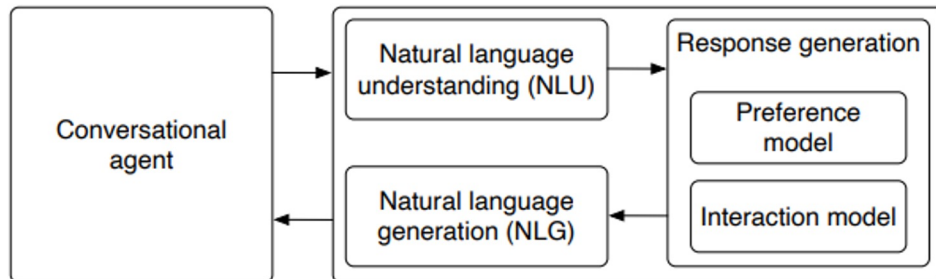 Conversational
agent
Natural language
understanding (NLU)
Natural language
generation (NLG)
Response generation
Preference
model
Interaction model